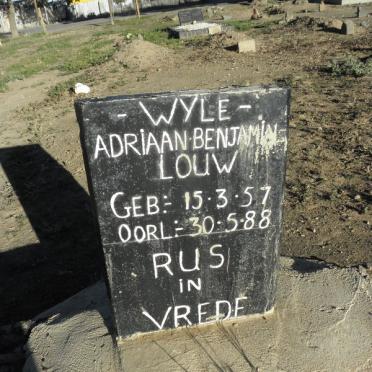 - WYLE -
ADRIAAN·BENJAMIN·
LOUW
GEB:- 15·3·57
OORL:-30·5·88
RUS
IN
VREDE